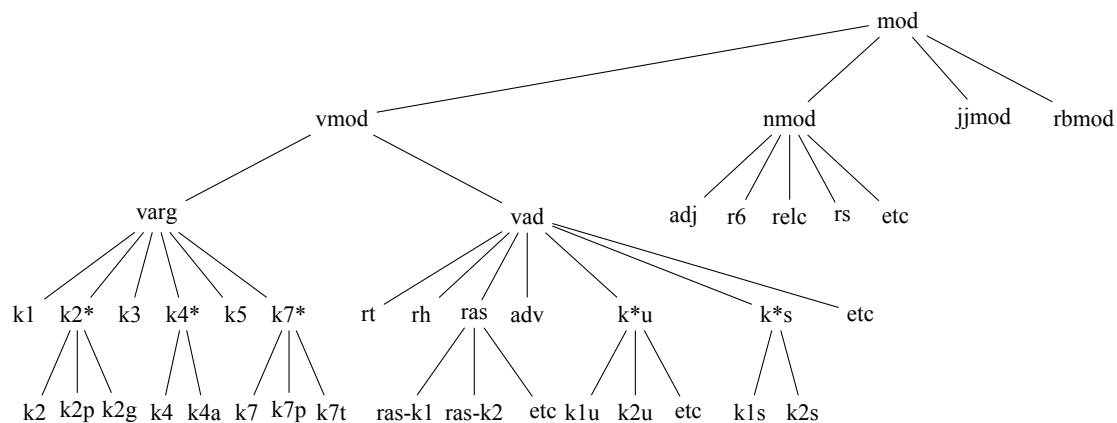 mod
vmod nmod jjmod rbmod
varg vad adj r6 relc rs etc
k1 k2* k3 k4* k5 k7* rt rh ras adv k*u k*s etc
k2 k2p k2g k4 k4a k7 k7p k7t ras-k1 ras-k2 etc k1u k2u etc k1s k2s